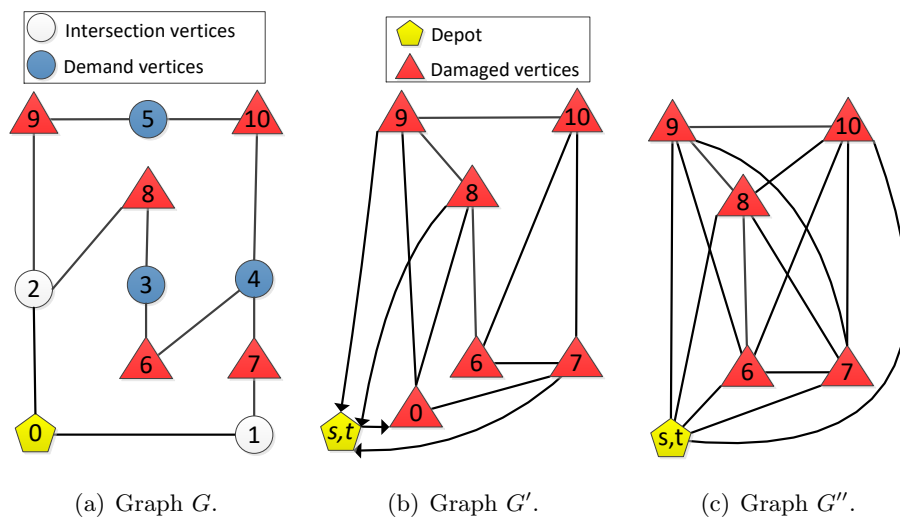 Intersection vertices
Demand vertices
9
5
10
8
2
3
4
6
7
0
1
(a) Graph G.
Depot
Damaged vertices
9
10
8
6
7
0
s,t
(b) Graph G′.
9
10
8
6
7
s,t
(c) Graph G′′.